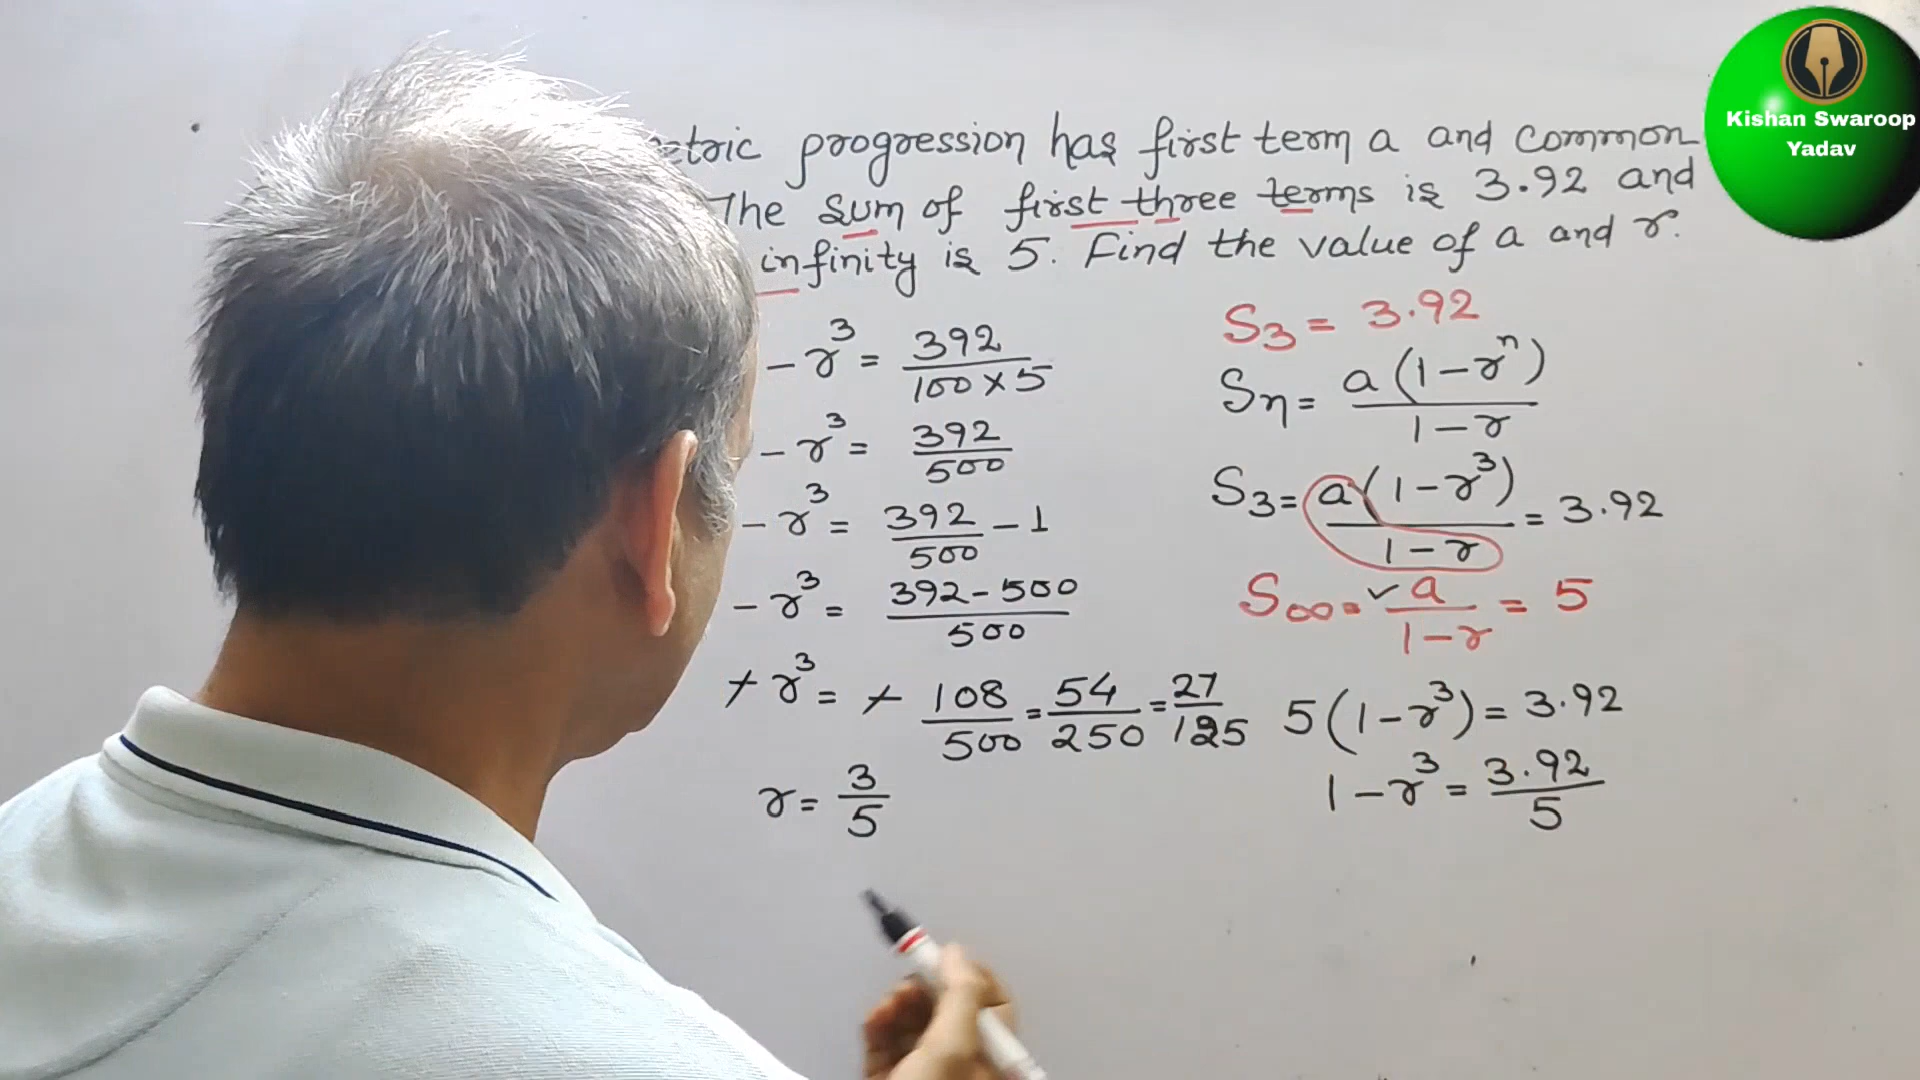 etric progression has first term a and common
The sum of first three terms is 3.92 and
infinity is 5. Find the value of a and r.
- r³ = 392/(100×5)
- r³ = 392/500
- r³ = 392/500 - 1
- r³ = (392-500)/500
- r³ = - 108/500 = 54/250 = 27/125
r = 3/5
S3 = 3.92
Sn = a(1-rⁿ)/(1-r)
S3 = a(1-r³)/(1-r) = 3.92
S∞ = a/(1-r) = 5
5(1-r³) = 3.92
1-r³ = 3.92/5
Kishan Swaroop
Yadav